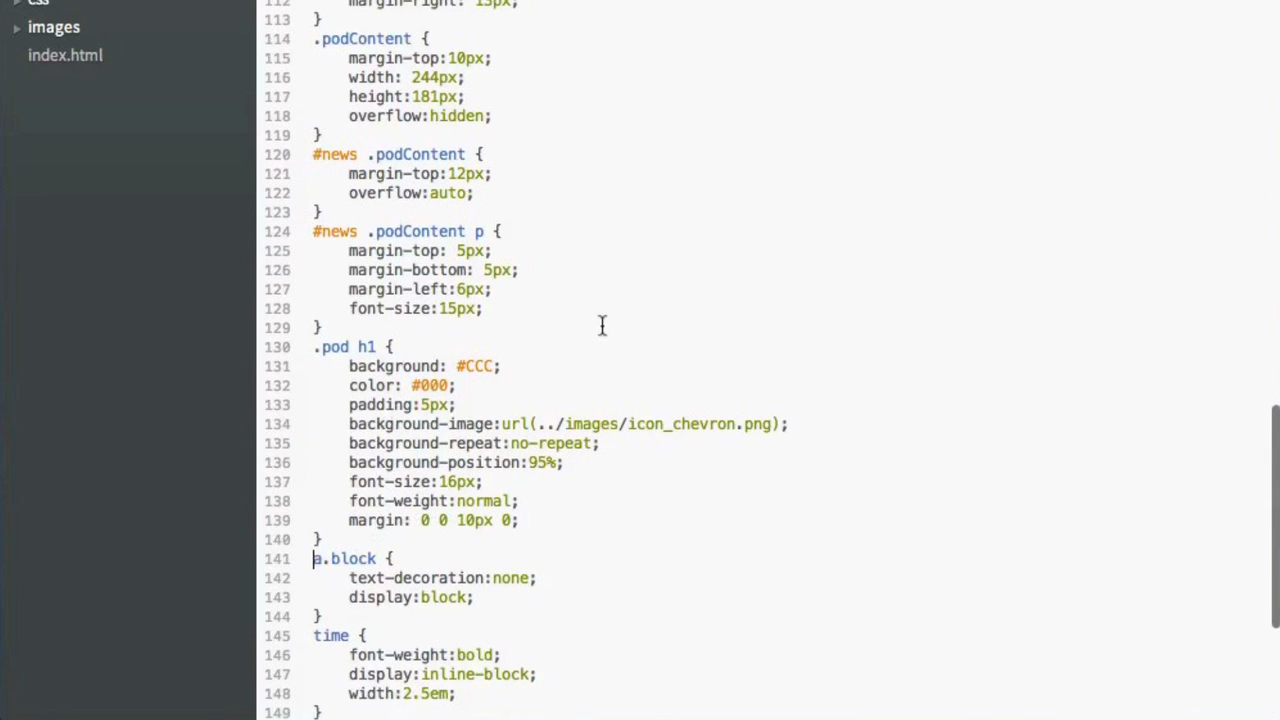 css
images
index.html
112 margin-right: 15px;
113 }
114 .podContent {
115 margin-top:10px;
116 width: 244px;
117 height:181px;
118 overflow:hidden;
119 }
120 #news .podContent {
121 margin-top:12px;
122 overflow:auto;
123 }
124 #news .podContent p {
125 margin-top: 5px;
126 margin-bottom: 5px;
127 margin-left:6px;
128 font-size:15px;
129 }
130 .pod h1 {
131 background: #CCC;
132 color: #000;
133 padding:5px;
134 background-image:url(../images/icon_chevron.png);
135 background-repeat:no-repeat;
136 background-position:95%;
137 font-size:16px;
138 font-weight:normal;
139 margin: 0 0 10px 0;
140 }
141 a.block {
142 text-decoration:none;
143 display:block;
144 }
145 time {
146 font-weight:bold;
147 display:inline-block;
148 width:2.5em;
149 }